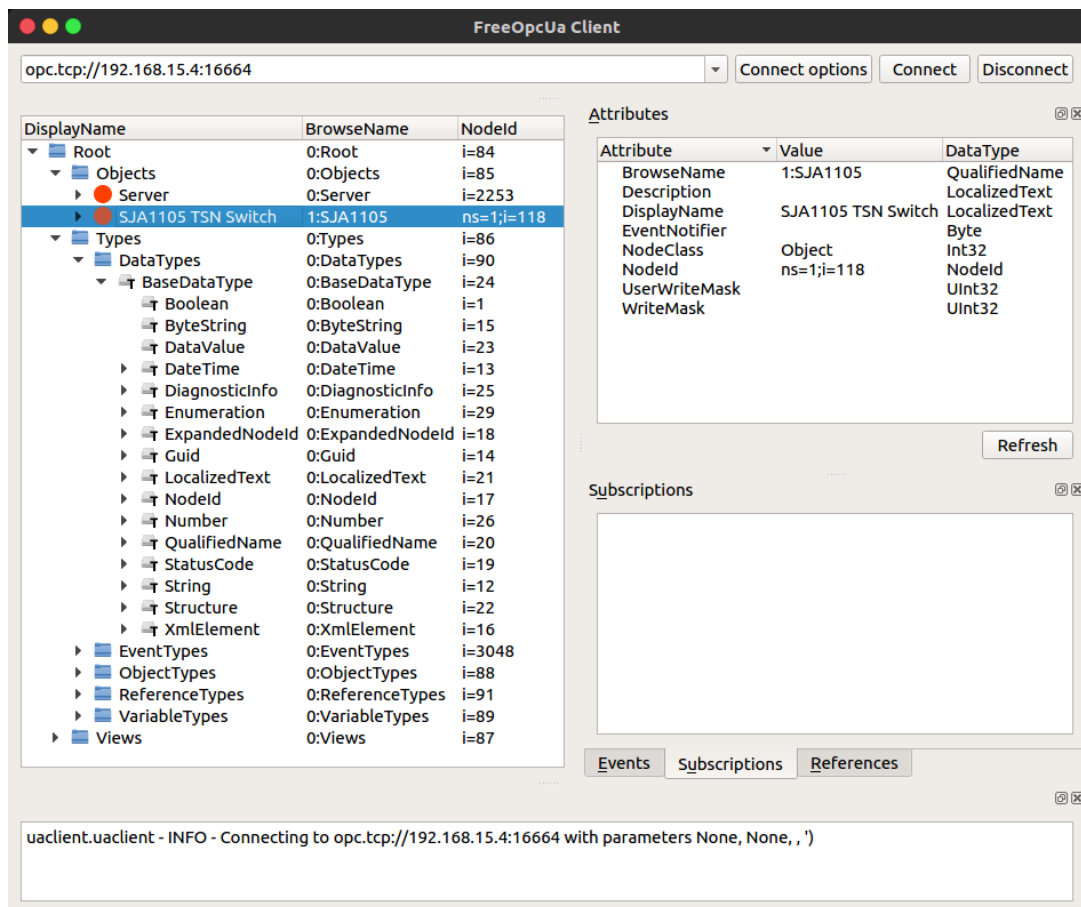 FreeOpcUa Client
opc.tcp://192.168.15.4:16664 Connect options Connect Disconnect
DisplayName BrowseName NodeId
Root 0:Root i=84
Objects 0:Objects i=85
Server 0:Server i=2253
SJA1105 TSN Switch 1:SJA1105 ns=1;i=118
Types 0:Types i=86
DataTypes 0:DataTypes i=90
BaseDataType 0:BaseDataType i=24
Boolean 0:Boolean i=1
ByteString 0:ByteString i=15
DataValue 0:DataValue i=23
DateTime 0:DateTime i=13
DiagnosticInfo 0:DiagnosticInfo i=25
Enumeration 0:Enumeration i=29
ExpandedNodeId 0:ExpandedNodeId i=18
Guid 0:Guid i=14
LocalizedText 0:LocalizedText i=21
NodeId 0:NodeId i=17
Number 0:Number i=26
QualifiedName 0:QualifiedName i=20
StatusCode 0:StatusCode i=19
String 0:String i=12
Structure 0:Structure i=22
XmlElement 0:XmlElement i=16
EventTypes 0:EventTypes i=3048
ObjectTypes 0:ObjectTypes i=88
ReferenceTypes 0:ReferenceTypes i=91
VariableTypes 0:VariableTypes i=89
Views 0:Views i=87
Attributes
Attribute Value DataType
BrowseName 1:SJA1105 QualifiedName
Description LocalizedText
DisplayName SJA1105 TSN Switch LocalizedText
EventNotifier Byte
NodeClass Object Int32
NodeId ns=1;i=118 NodeId
UserWriteMask UInt32
WriteMask UInt32
Refresh
Subscriptions
Events Subscriptions References
uaclient.uaclient - INFO - Connecting to opc.tcp://192.168.15.4:16664 with parameters None, None, , ')